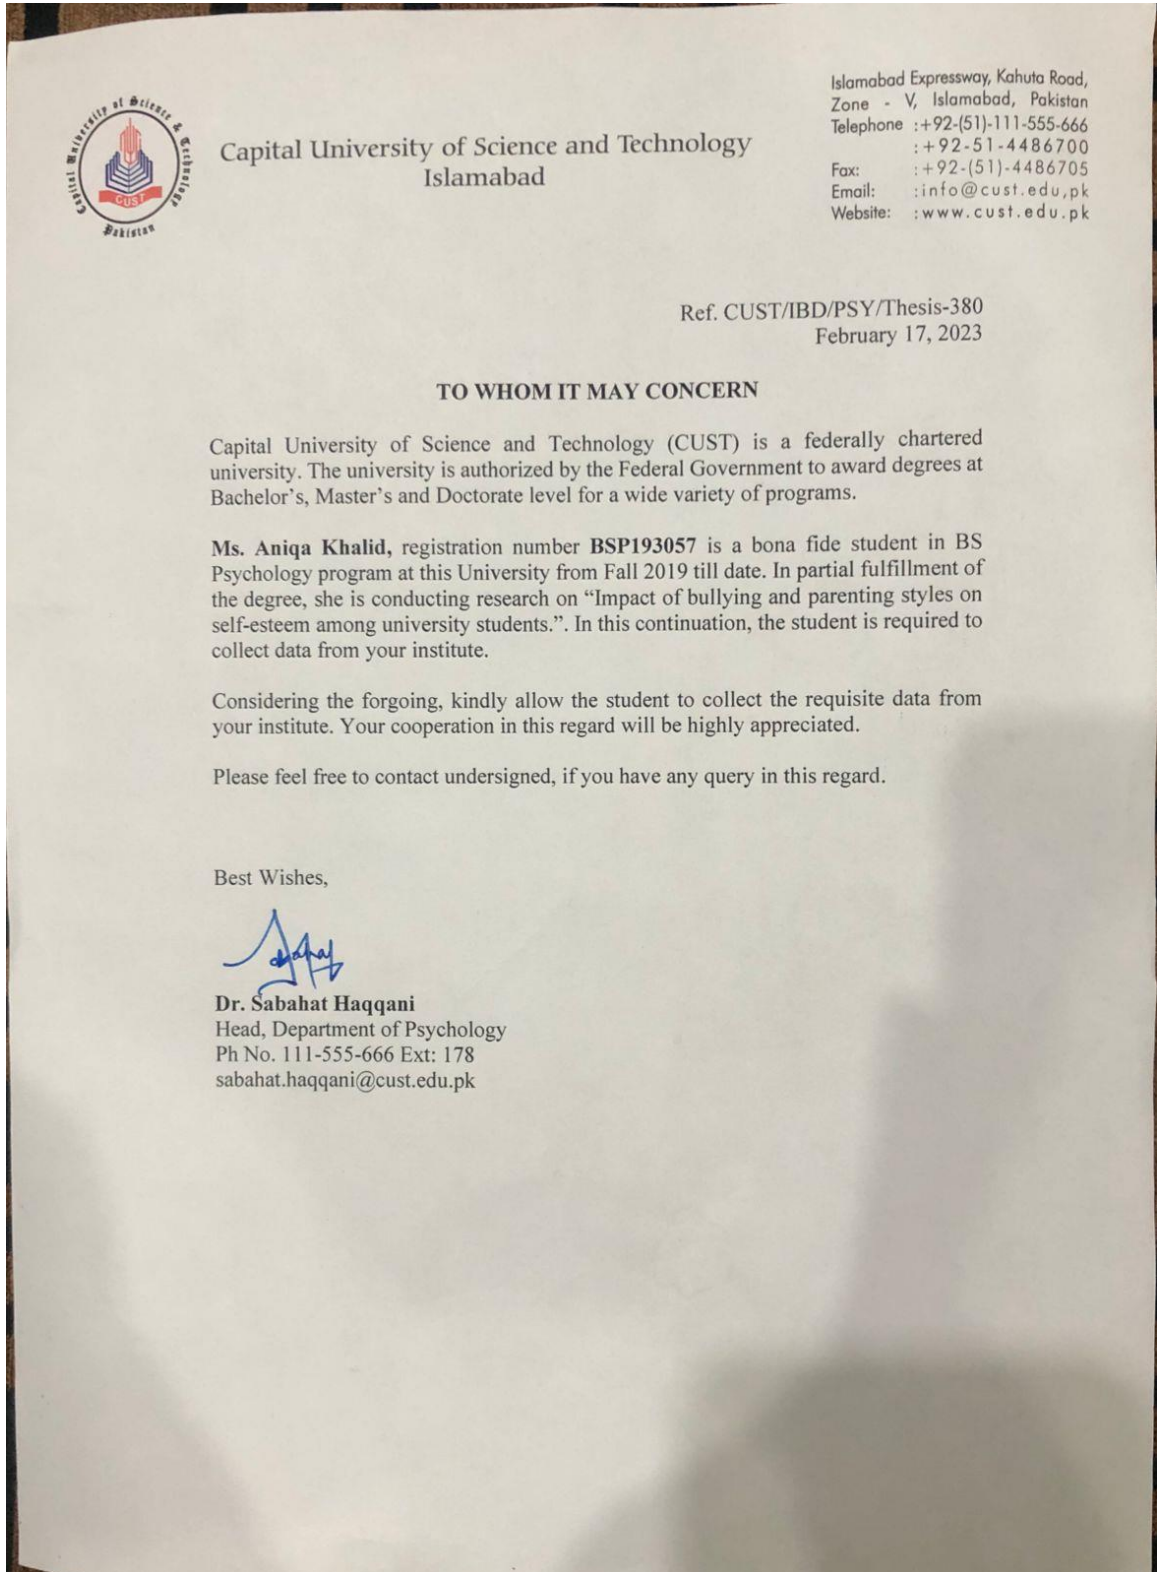 Capital University of Science & Technology
CUST
Pakistan
Capital University of Science and Technology
Islamabad
Islamabad Expressway, Kahuta Road,
Zone - V, Islamabad, Pakistan
Telephone :+92-(51)-111-555-666
:+92-51-4486700
Fax: :+92-(51)-4486705
Email: :info@cust.edu,pk
Website: :www.cust.edu.pk
Ref. CUST/IBD/PSY/Thesis-380
February 17, 2023
TO WHOM IT MAY CONCERN
Capital University of Science and Technology (CUST) is a federally chartered
university. The university is authorized by the Federal Government to award degrees at
Bachelor's, Master's and Doctorate level for a wide variety of programs.
Ms. Aniqa Khalid, registration number BSP193057 is a bona fide student in BS
Psychology program at this University from Fall 2019 till date. In partial fulfillment of
the degree, she is conducting research on “Impact of bullying and parenting styles on
self-esteem among university students.”. In this continuation, the student is required to
collect data from your institute.
Considering the forgoing, kindly allow the student to collect the requisite data from
your institute. Your cooperation in this regard will be highly appreciated.
Please feel free to contact undersigned, if you have any query in this regard.
Best Wishes,
Dr. Sabahat Haqqani
Head, Department of Psychology
Ph No. 111-555-666 Ext: 178
sabahat.haqqani@cust.edu.pk